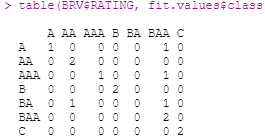 > table(BRV$RATING, fit.values$class
A AA AAA B BA BAA C
A 1 0 0 0 0 1 0
AA 0 2 0 0 0 0 0
AAA 0 0 1 0 0 1 0
B 0 0 0 2 0 0 0
BA 0 1 0 0 0 1 0
BAA 0 0 0 0 0 2 0
C 0 0 0 0 0 0 2